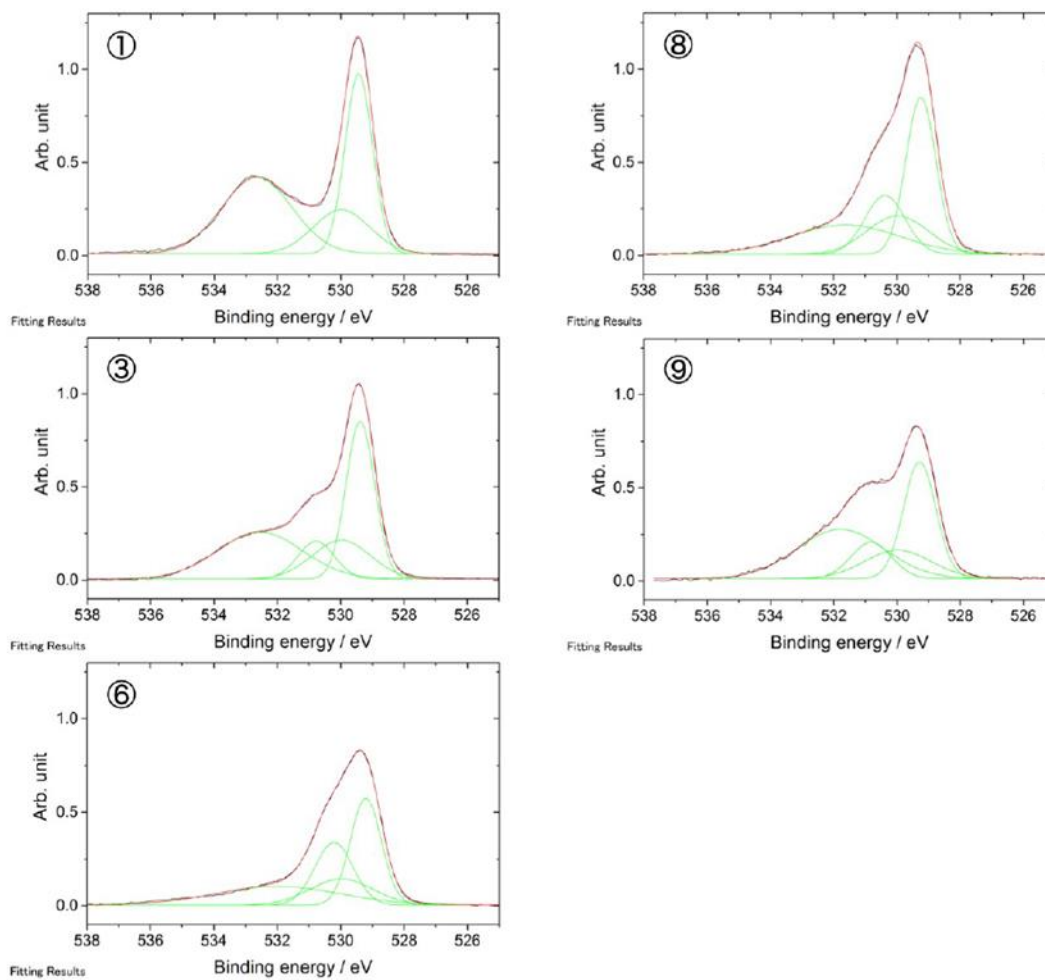 ①
1.0
0.5
0.0
Arb. unit
538 536 534 532 530 528 526
Binding energy / eV
Fitting Results
⑧
1.0
0.5
0.0
Arb. unit
538 536 534 532 530 528 526
Binding energy / eV
Fitting Results
③
1.0
0.5
0.0
Arb. unit
538 536 534 532 530 528 526
Binding energy / eV
Fitting Results
⑨
1.0
0.5
0.0
Arb. unit
538 536 534 532 530 528 526
Binding energy / eV
Fitting Results
⑥
1.0
0.5
0.0
Arb. unit
538 536 534 532 530 528 526
Binding energy / eV
Fitting Results